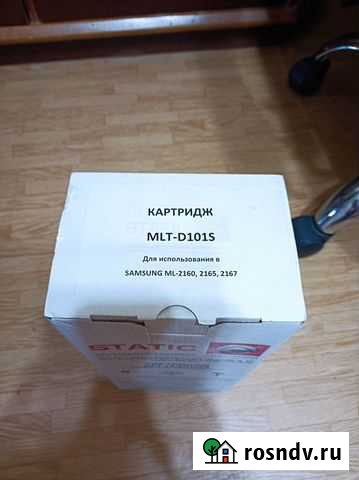 КАРТРИДЖ
MLT-D101S
Для использования в
SAMSUNG ML-2160, 2165, 2167
STATIC
rosndv.ru